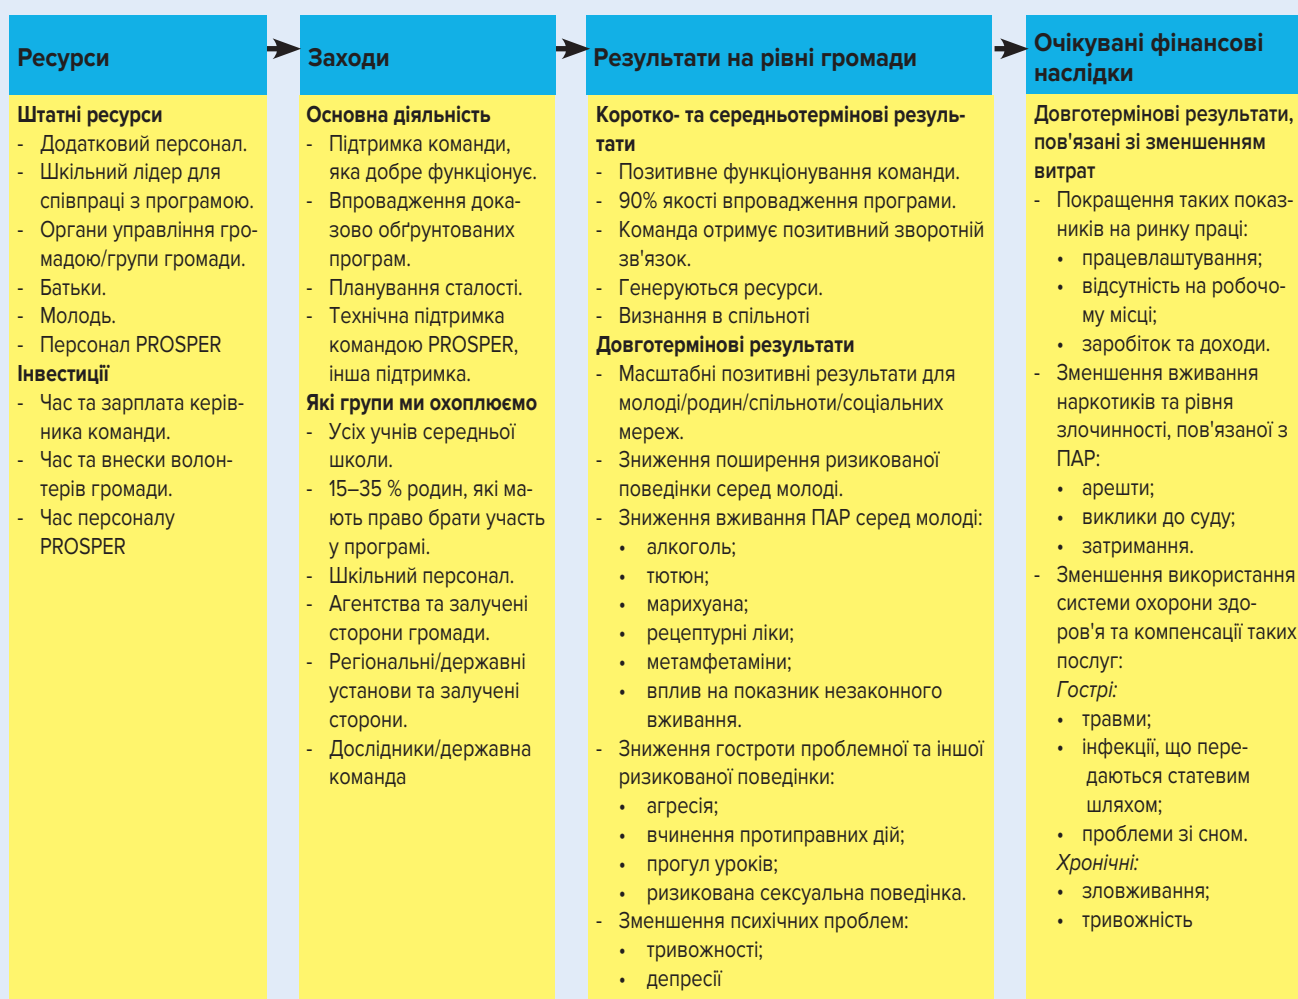 Ресурси
Штатні ресурси
- Додатковий персонал.
- Шкільний лідер для
співпраці з програмою.
- Органи управління гро-
мадою/групи громади.
- Батьки.
- Молодь.
- Персонал PROSPER
Інвестиції
- Час та зарплата керів-
ника команди.
- Час та внески волон-
терів громади.
- Час персоналу
PROSPER
Заходи
Основна діяльність
- Підтримка команди,
яка добре функціонує.
- Впровадження дока-
зово обґрунтованих
програм.
- Планування сталості.
- Технічна підтримка
командою PROSPER,
інша підтримка.
Які групи ми охоплюємо
- Усіх учнів середньої
школи.
- 15–35 % родин, які ма-
ють право брати участь
у програмі.
- Шкільний персонал.
- Агентства та залучені
сторони громади.
- Регіональні/державні
установи та залучені
сторони.
- Дослідники/державна
команда
Результати на рівні громади
Коротко- та середньотермінові резуль-
тати
- Позитивне функціонування команди.
- 90% якості впровадження програми.
- Команда отримує позитивний зворотній
зв'язок.
- Генеруються ресурси.
- Визнання в спільноті
Довготермінові результати
- Масштабні позитивні результати для
молоді/родин/спільноти/соціальних
мереж.
- Зниження поширення ризикованої
поведінки серед молоді.
- Зниження вживання ПАР серед молоді:
• алкоголь;
• тютюн;
• марихуана;
• рецептурні ліки;
• метамфетаміни;
• вплив на показник незаконного
вживання.
- Зниження гостроти проблемної та іншої
ризикованої поведінки:
• агресія;
• вчинення протиправних дій;
• прогул уроків;
• ризикована сексуальна поведінка.
- Зменшення психічних проблем:
• тривожності;
• депресії
Очікувані фінансові
наслідки
Довготермінові результати,
пов'язані зі зменшенням
витрат
- Покращення таких показ-
ників на ринку праці:
• працевлаштування;
• відсутність на робочо-
му місці;
• заробіток та доходи.
- Зменшення вживання
наркотиків та рівня
злочинності, пов'язаної з
ПАР:
• арешти;
• виклики до суду;
• затримання.
- Зменшення використання
системи охорони здо-
ров'я та компенсації таких
послуг:
Гострі:
• травми;
• інфекції, що пере-
даються статевим
шляхом;
• проблеми зі сном.
Хронічні:
• зловживання;
• тривожність